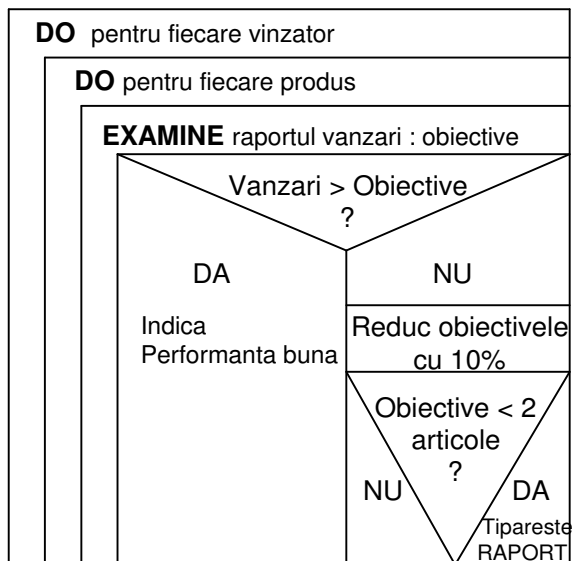 DO pentru fiecare vinzator
DO pentru fiecare produs
EXAMINE raportul vanzari : obiective
Vanzari > Obiective
?
DA
NU
Indica
Performanta buna
Reduc obiectivele
cu 10%
Obiective < 2
articole
?
NU
DA
Tipareste
RAPORT